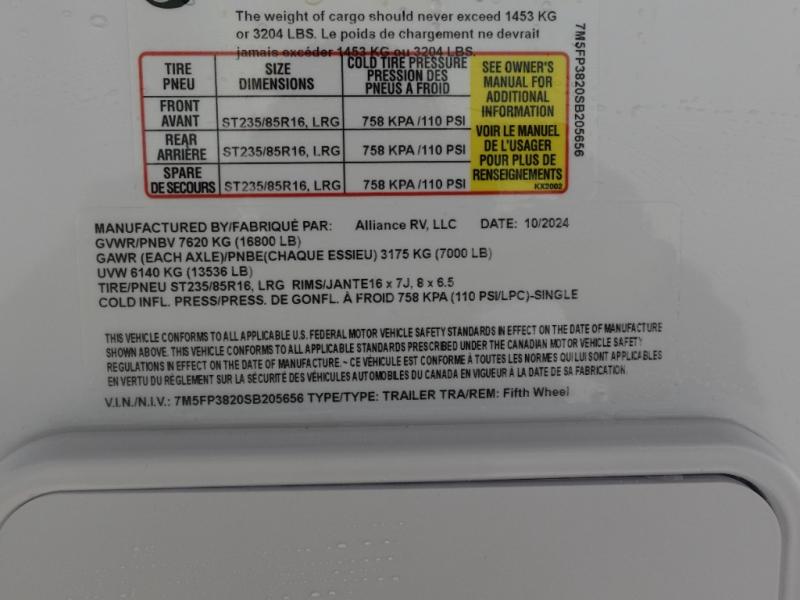 The weight of cargo should never exceed 1453 KG
or 3204 LBS. Le poids de chargement ne devrait
jamais excéder 1453 KG ou 3204 LBS.
TIRE PNEU SIZE DIMENSIONS COLD TIRE PRESSURE PRESSION DES PNEUS A FROID
FRONT AVANT ST235/85R16, LRG 758 KPA /110 PSI
REAR ARRIÈRE ST235/85R16, LRG 758 KPA /110 PSI
SPARE DE SECOURS ST235/85R16, LRG 758 KPA /110 PSI
SEE OWNER'S
MANUAL FOR
ADDITIONAL
INFORMATION
VOIR LE MANUEL
DE L'USAGER
POUR PLUS DE
RENSEIGNEMENTS
KX2002
7M5FP3820SB205656
MANUFACTURED BY/FABRIQUÉ PAR: Alliance RV, LLC DATE: 10/2024
GVWR/PNBV 7620 KG (16800 LB)
GAWR (EACH AXLE)/PNBE(CHAQUE ESSIEU) 3175 KG (7000 LB)
UVW 6140 KG (13536 LB)
TIRE/PNEU ST235/85R16, LRG RIMS/JANTE16 x 7J, 8 x 6.5
COLD INFL. PRESS/PRESS. DE GONFL. À FROID 758 KPA (110 PSI/LPC)-SINGLE
THIS VEHICLE CONFORMS TO ALL APPLICABLE U.S. FEDERAL MOTOR VEHICLE SAFETY STANDARDS IN EFFECT ON THE DATE OF MANUFACTURE
SHOWN ABOVE. THIS VEHICLE CONFORMS TO ALL APPLICABLE STANDARDS PRESCRIBED UNDER THE CANADIAN MOTOR VEHICLE SAFETY
REGULATIONS IN EFFECT ON THE DATE OF MANUFACTURE. ~ CE VÉHICULE EST CONFORME À TOUTES LES NORMES QUI LUI SONT APPLICABLES
EN VERTU DU RÈGLEMENT SUR LA SÉCURITÉ DES VÉHICULES AUTOMOBILES DU CANADA EN VIGUEUR À LA DATE DE SA FABRICATION.
V.I.N./N.I.V.: 7M5FP3820SB205656 TYPE/TYPE: TRAILER TRA/REM: Fifth Wheel